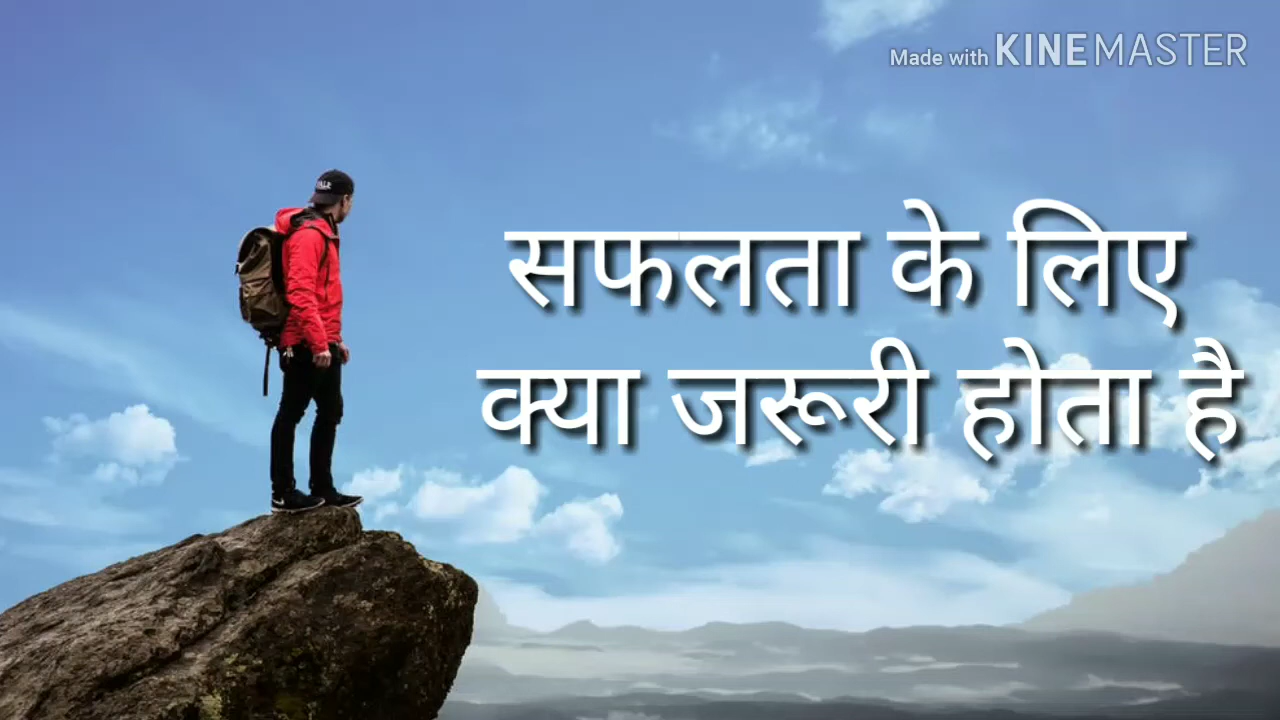 Made with KINEMASTER
सफलता के लिए
क्या जरूरी होता है